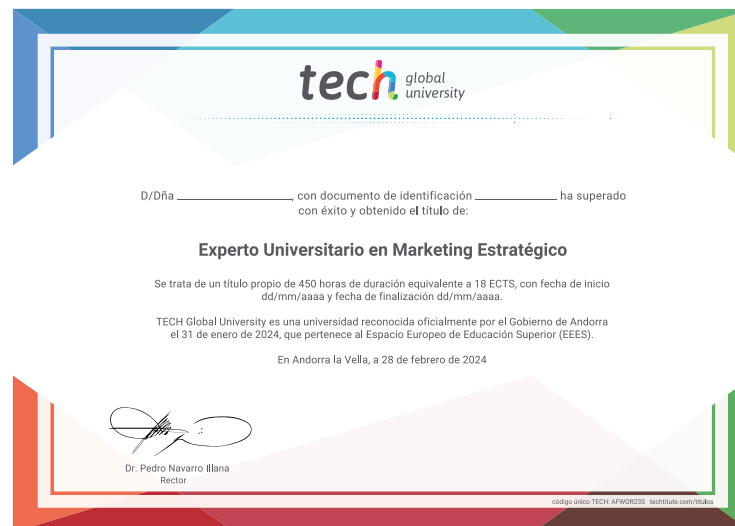 tech global university
D/Dña ____________, con documento de identificación ____________ ha superado
con éxito y obtenido el título de:
Experto Universitario en Marketing Estratégico
Se trata de un título propio de 450 horas de duración equivalente a 18 ECTS, con fecha de inicio
dd/mm/aaaa y fecha de finalización dd/mm/aaaa.
TECH Global University es una universidad reconocida oficialmente por el Gobierno de Andorra
el 31 de enero de 2024, que pertenece al Espacio Europeo de Educación Superior (EEES).
En Andorra la Vella, a 28 de febrero de 2024
Dr. Pedro Navarro Illana
Rector
código único TECH: AFWOR23S techtitute.com/titulos